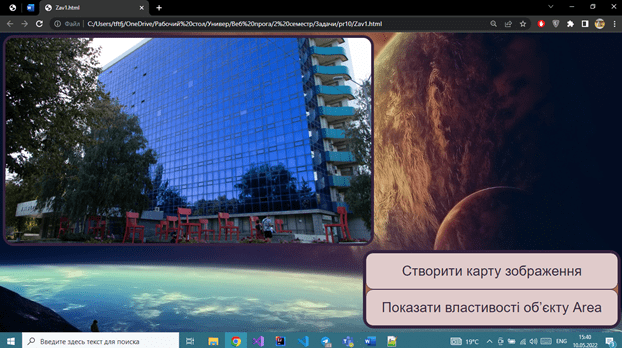 Zav1.html
Файл | C:/Users/tftfj/OneDrive/Рабочий%20стол/Универ/Веб%20прога/2%20семестр/Задачи/pr10/Zav1.html
Створити карту зображення
Показати властивості об'єкту Area
Введите здесь текст для поиска
19°C
ENG
15:40
10.05.2022